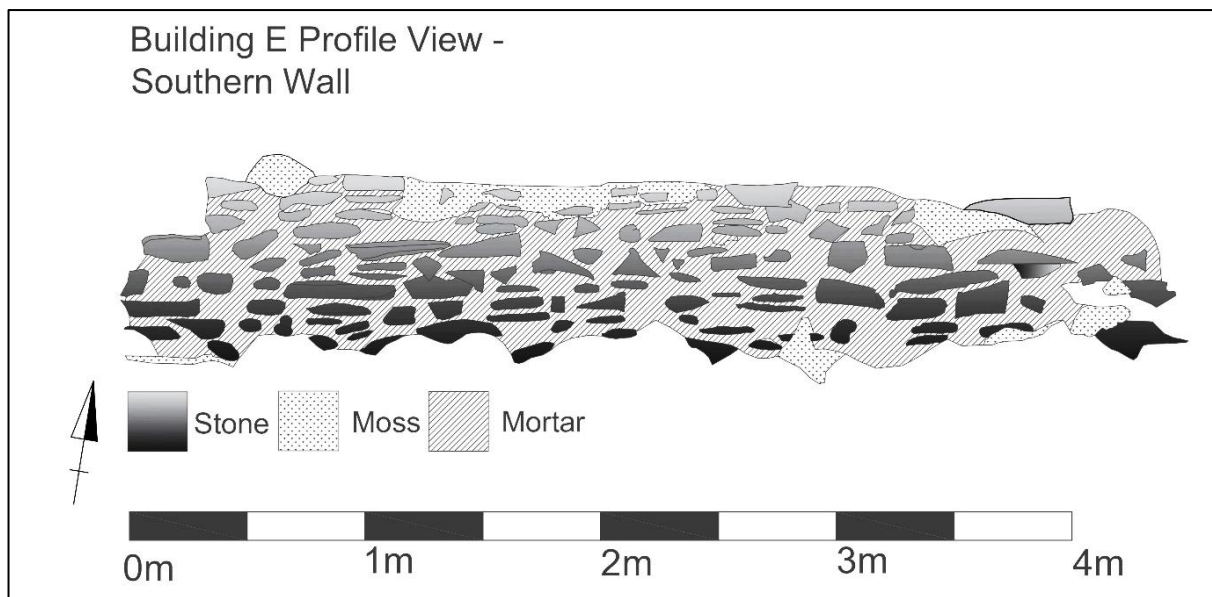 Building E Profile View -
Southern Wall
Stone Moss Mortar
0m 1m 2m 3m 4m